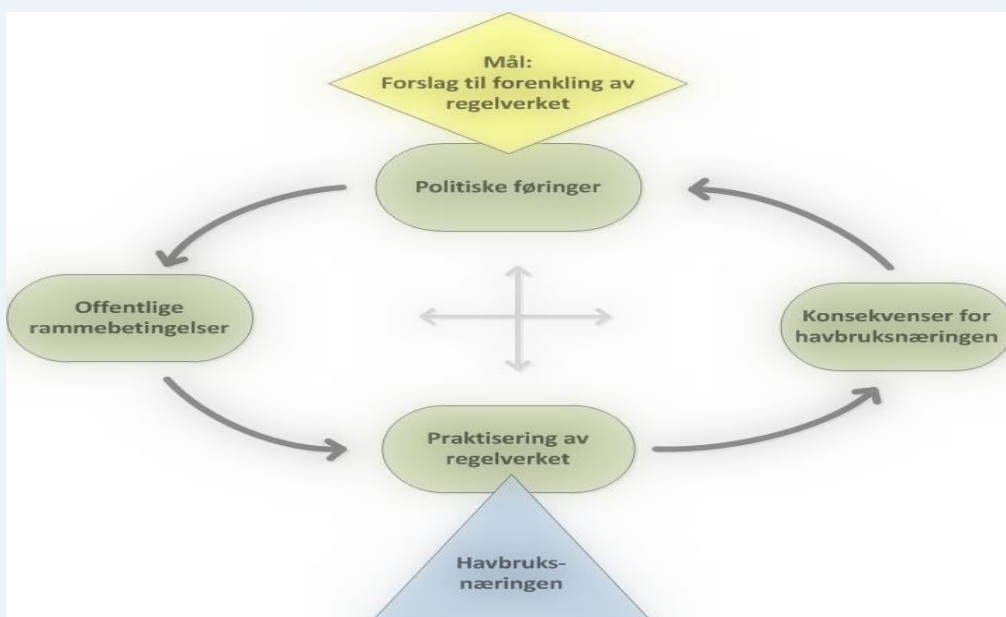 Mål:
Forslag til forenkling av
regelverket
Politiske føringer
Offentlige
rammebetingelser
Konsekvenser for
havbruksnæringen
Praktisering av
regelverket
Havbruks-
næringen